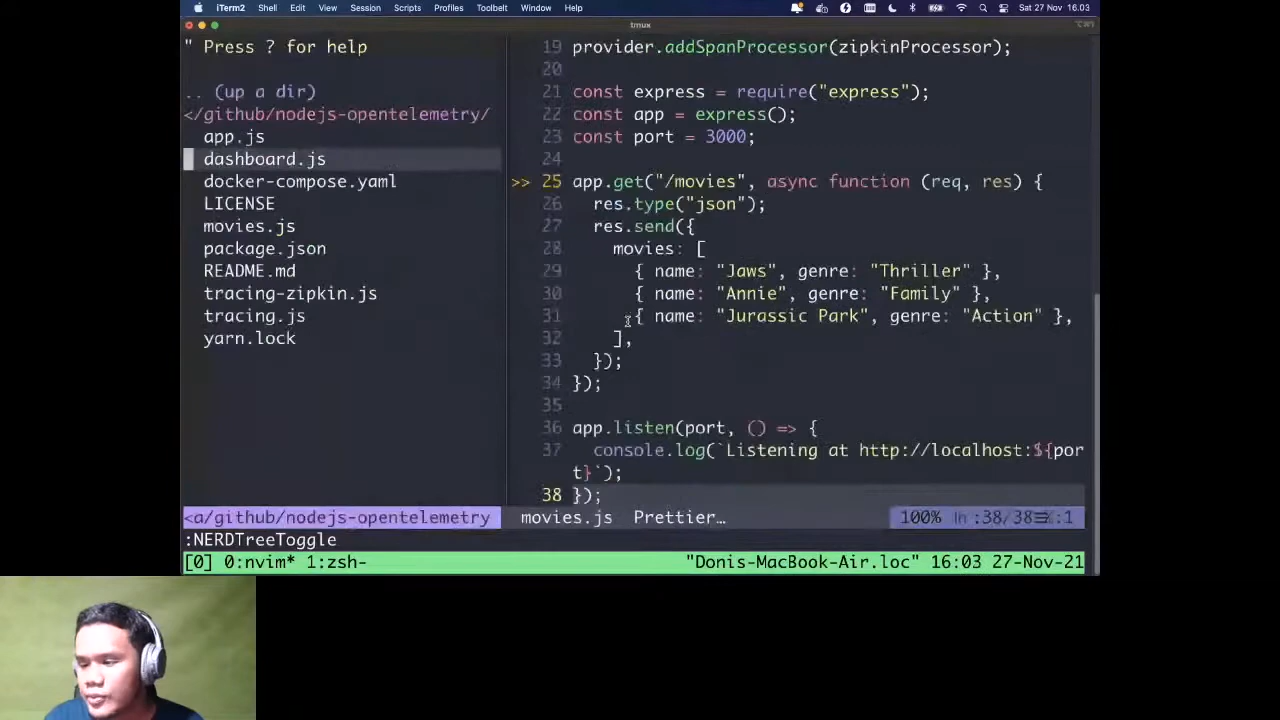 iTerm2 Shell Edit View Session Scripts Profiles Toolbelt Window Help Sat 27 Nov 16.03
tmux
" Press ? for help
.. (up a dir)
</github/nodejs-opentelemetry/
app.js
dashboard.js
docker-compose.yaml
LICENSE
movies.js
package.json
README.md
tracing-zipkin.js
tracing.js
yarn.lock
<a/github/nodejs-opentelemetry
19 provider.addSpanProcessor(zipkinProcessor);
20
21 const express = require("express");
22 const app = express();
23 const port = 3000;
24
>> 25 app.get("/movies", async function (req, res) {
26 res.type("json");
27 res.send({
28 movies: [
29 { name: "Jaws", genre: "Thriller" },
30 { name: "Annie", genre: "Family" },
31 { name: "Jurassic Park", genre: "Action" },
32 ],
33 });
34 });
35
36 app.listen(port, () => {
37 console.log(`Listening at http://localhost:${por
t}`);
38 });
movies.js Prettier… 100% ln :38/38≡℅:1
:NERDTreeToggle
[0] 0:nvim* 1:zsh- "Donis-MacBook-Air.loc" 16:03 27-Nov-21